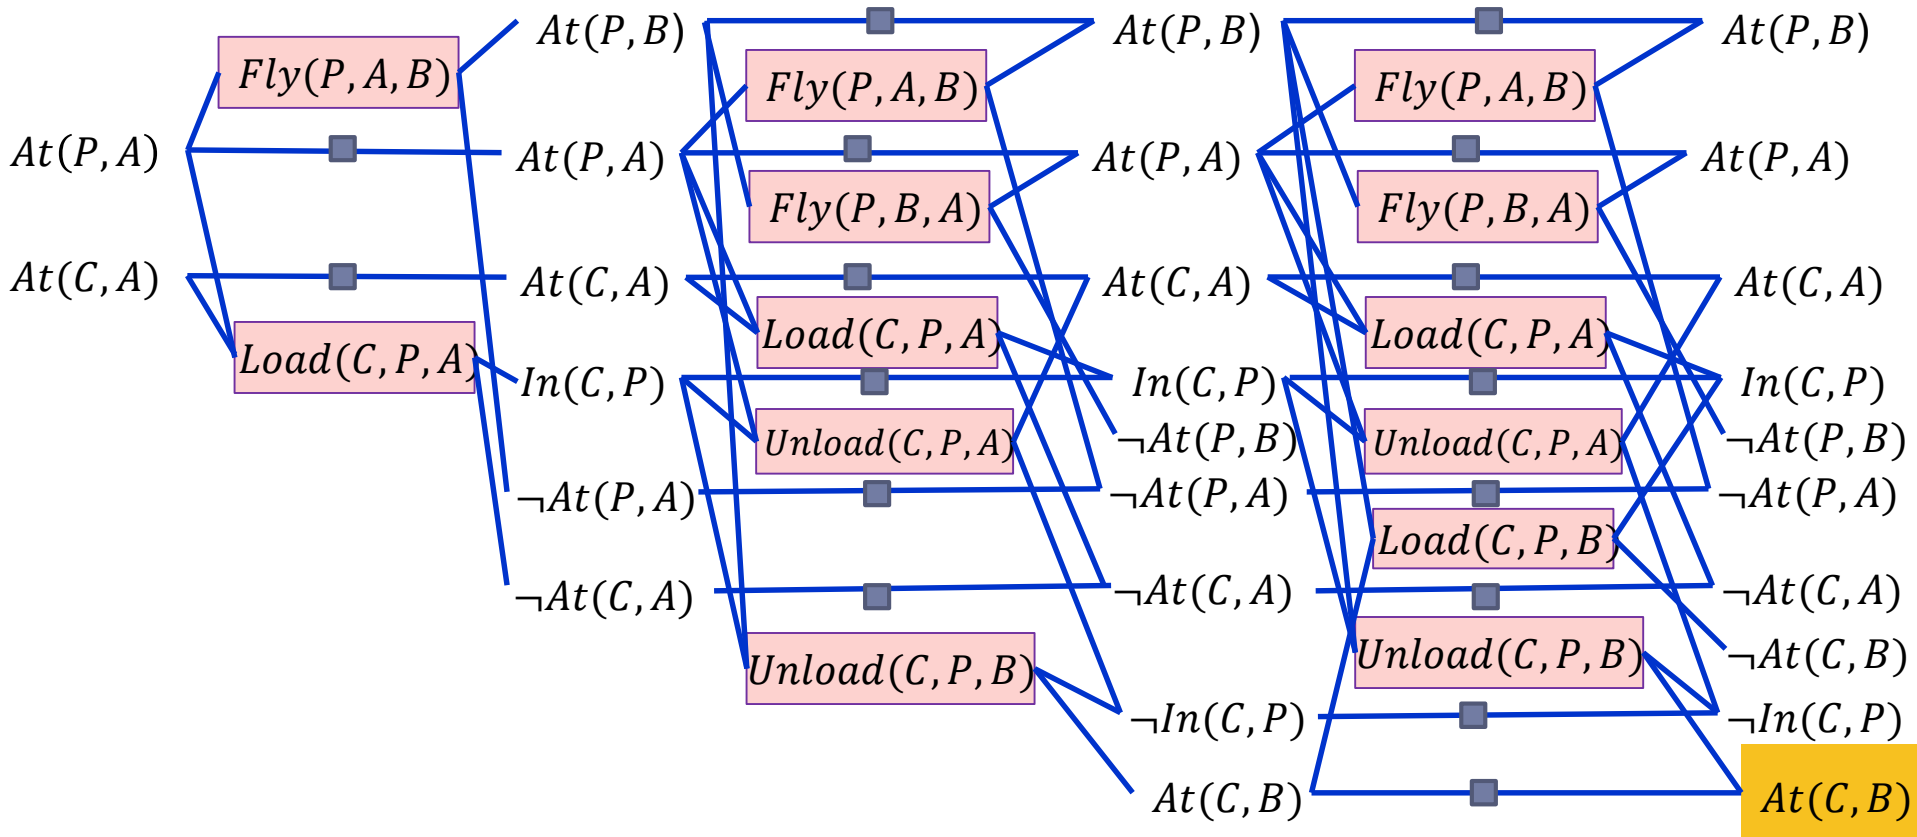 At(P, A)
At(C, A)
Fly(P, A, B)
Load(C, P, A)
At(P, B)
At(P, A)
At(C, A)
In(C, P)
¬At(P, A)
¬At(C, A)
Fly(P, A, B)
Fly(P, B, A)
Load(C, P, A)
Unload(C, P, A)
Unload(C, P, B)
At(P, B)
At(P, A)
At(C, A)
In(C, P)
¬At(P, B)
¬At(P, A)
¬At(C, A)
¬In(C, P)
At(C, B)
Fly(P, A, B)
Fly(P, B, A)
Load(C, P, A)
Unload(C, P, A)
Load(C, P, B)
Unload(C, P, B)
At(P, B)
At(P, A)
At(C, A)
In(C, P)
¬At(P, B)
¬At(P, A)
¬At(C, A)
¬At(C, B)
¬In(C, P)
At(C, B)